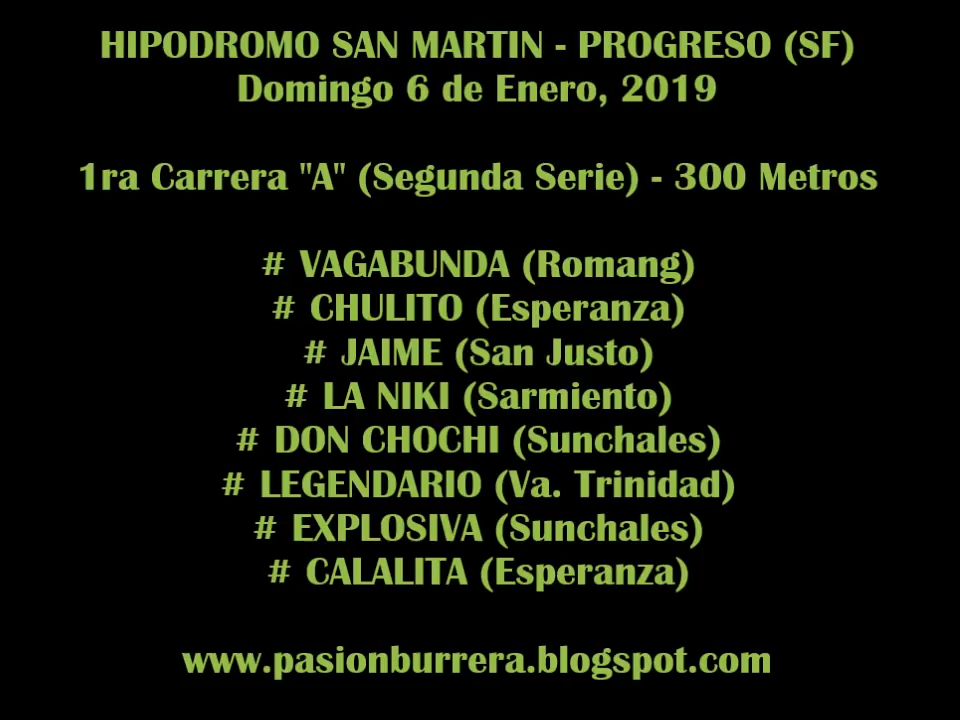 HIPODROMO SAN MARTIN - PROGRESO (SF)
Domingo 6 de Enero, 2019
1ra Carrera "A" (Segunda Serie) - 300 Metros
# VAGABUNDA (Romang)
# CHULITO (Esperanza)
# JAIME (San Justo)
# LA NIKI (Sarmiento)
# DON CHOCHI (Sunchales)
# LEGENDARIO (Va. Trinidad)
# EXPLOSIVA (Sunchales)
# CALALITA (Esperanza)
www.pasionburrera.blogspot.com